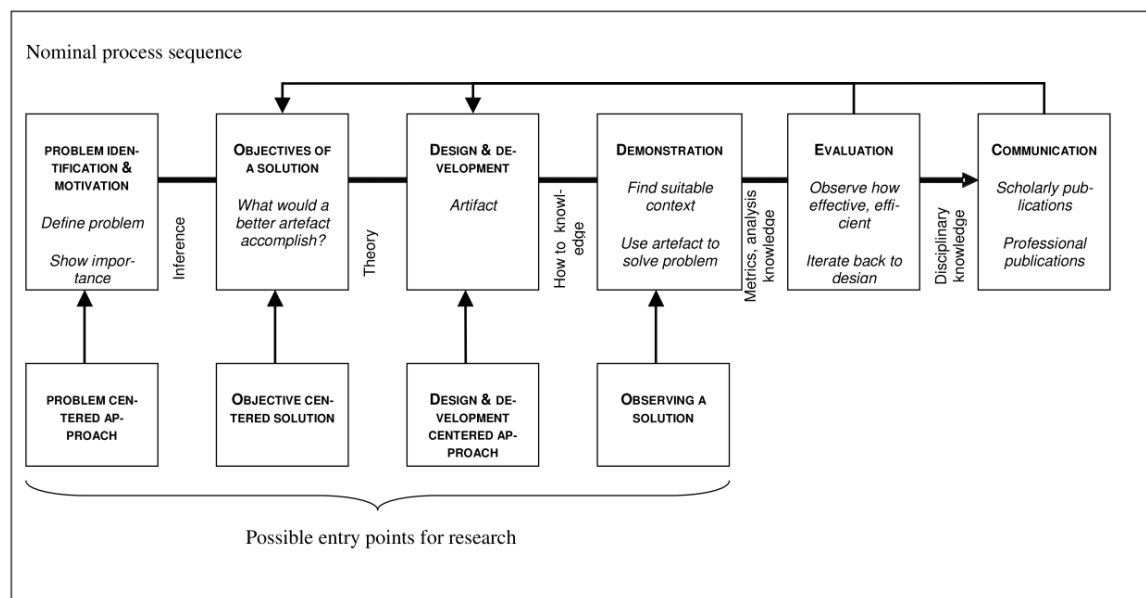 Nominal process sequence
PROBLEM IDEN-
TIFICATION &
MOTIVATION
Define problem
Show impor-
tance
Inference
OBJECTIVES OF
A SOLUTION
What would a
better artefact
accomplish?
Theory
DESIGN & DE-
VELOPMENT
Artifact
How to knowl-
edge
DEMONSTRATION
Find suitable
context
Use artefact to
solve problem
Metrics, analysis
knowledge
EVALUATION
Observe how
effective, effi-
cient
Iterate back to
design
Disciplinary
knowledge
COMMUNICATION
Scholarly pub-
lications
Professional
publications
PROBLEM CEN-
TERED AP-
PROACH
OBJECTIVE CEN-
TERED SOLUTION
DESIGN & DE-
VELOPMENT
CENTERED AP-
PROACH
OBSERVING A
SOLUTION
Possible entry points for research